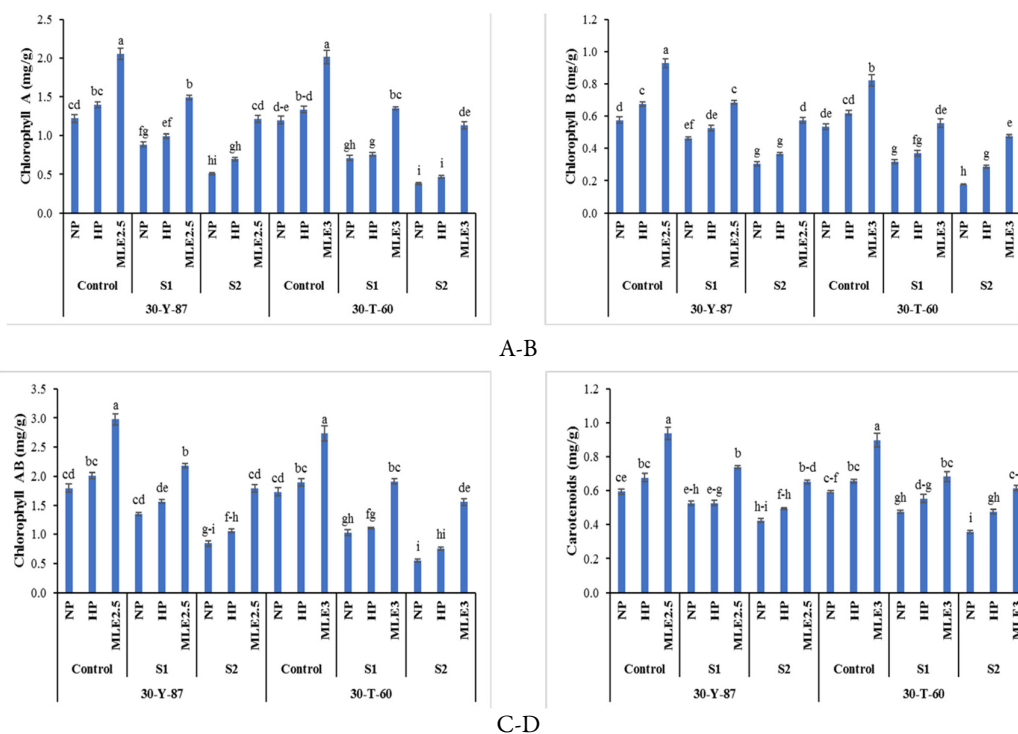 Chlorophyll A (mg/g)
2.5
2.0
1.5
1.0
0.5
0.0
cd bc a fg ef b hi gh cd d-e b-d a gh g bc i i de
NP HP MLE2.5 NP HP MLE2.5 NP HP MLE2.5 NP HP MLE3 NP HP MLE3 NP HP MLE3
Control S1 S2 Control S1 S2
30-Y-87 30-T-60
Chlorophyll B (mg/g)
1.2
1.0
0.8
0.6
0.4
0.2
0.0
d c a ef de c g g d de cd b g fg de h g e
NP HP MLE2.5 NP HP MLE2.5 NP HP MLE2.5 NP HP MLE3 NP HP MLE3 NP HP MLE3
Control S1 S2 Control S1 S2
30-Y-87 30-T-60
A-B
Chlorophyll AB (mg/g)
3.5
3.0
2.5
2.0
1.5
1.0
0.5
0.0
cd bc a cd de b g-i f-h cd cd bc a gh fg bc i hi de
NP HP MLE2.5 NP HP MLE2.5 NP HP MLE2.5 NP HP MLE3 NP HP MLE3 NP HP MLE3
Control S1 S2 Control S1 S2
30-Y-87 30-T-60
Carotenoids (mg/g)
1.2
1.0
0.8
0.6
0.4
0.2
0.0
ce bc a e-h e-g b h-i f-h b-d c-f bc a gh d-g bc i gh c-
NP HP MLE2.5 NP HP MLE2.5 NP HP MLE2.5 NP HP MLE3 NP HP MLE3 NP HP MLE3
Control S1 S2 Control S1 S2
30-Y-87 30-T-60
C-D